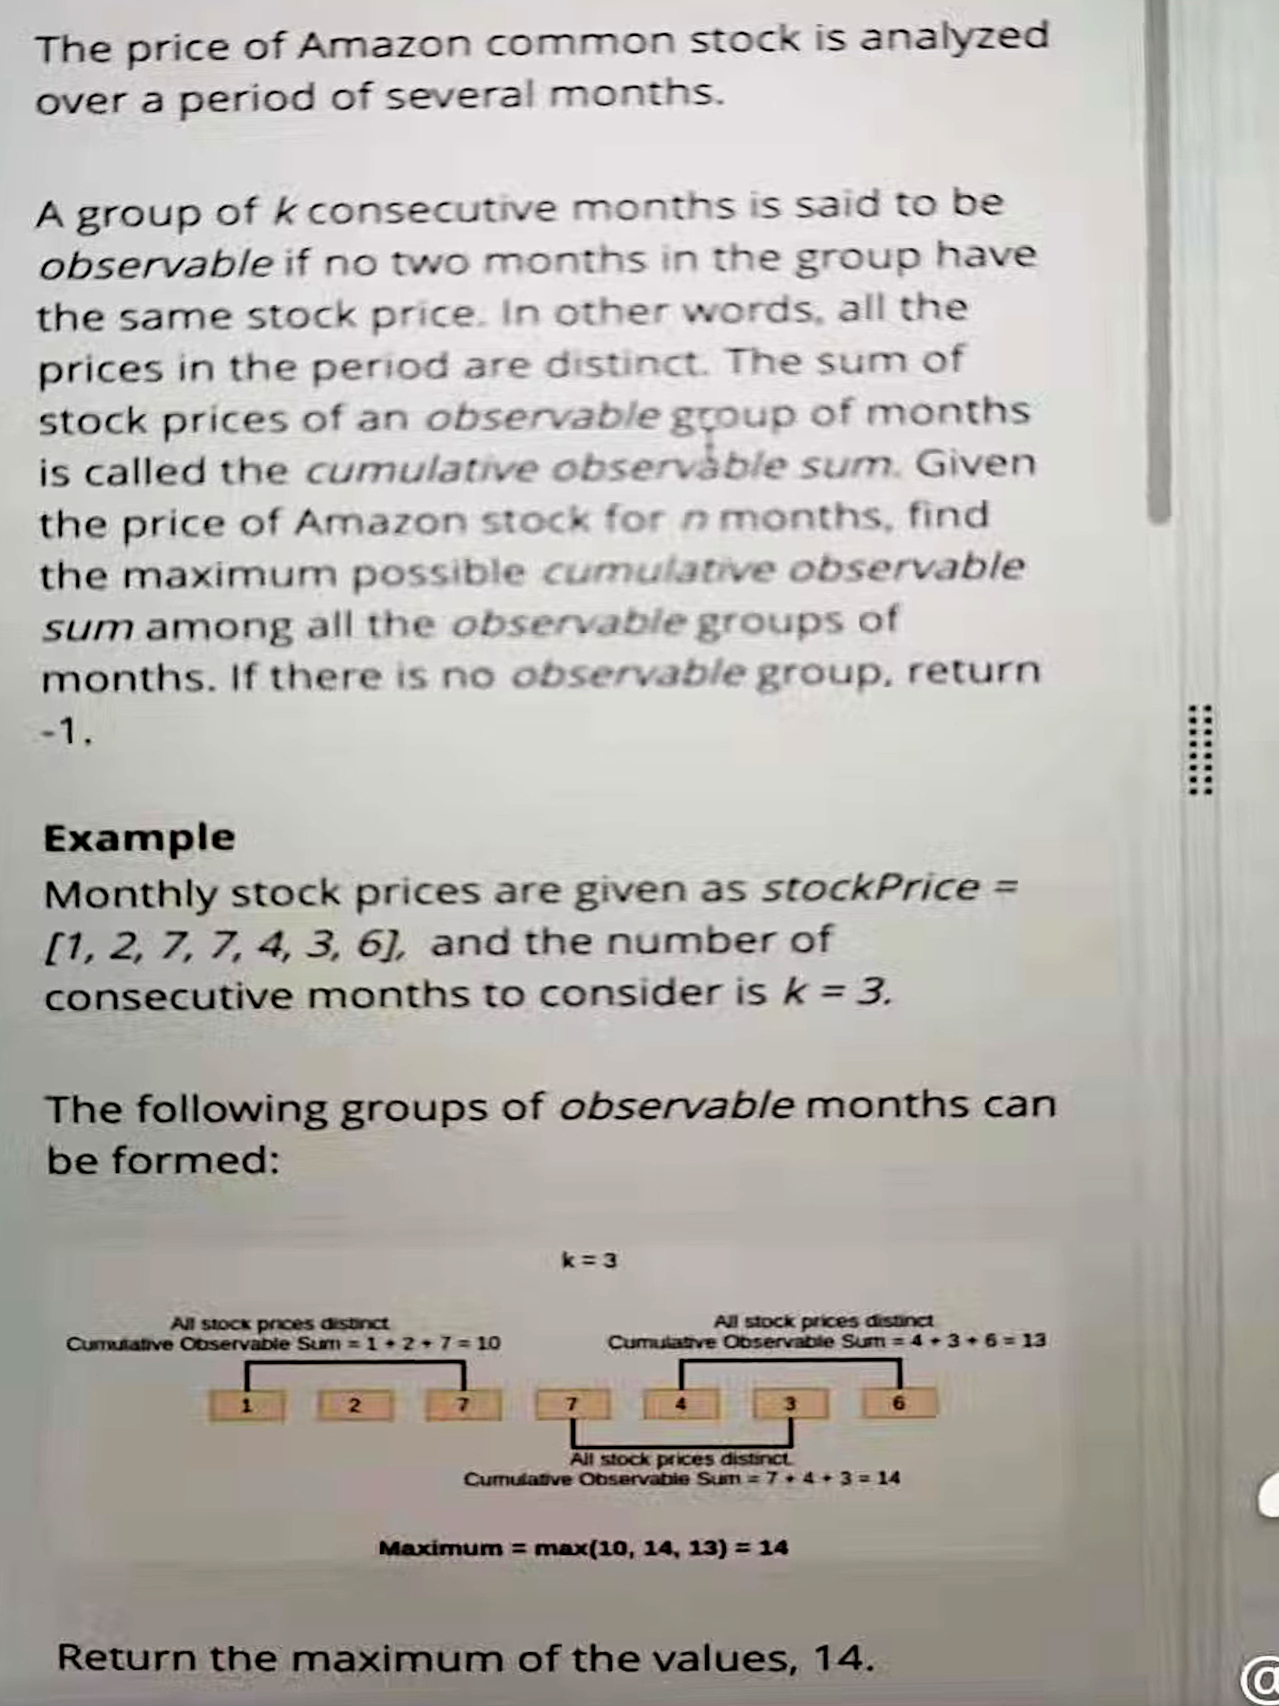 The price of Amazon common stock is analyzed
over a period of several months.
A group of k consecutive months is said to be
observable if no two months in the group have
the same stock price. In other words, all the
prices in the period are distinct. The sum of
stock prices of an observable group of months
is called the cumulative observable sum. Given
the price of Amazon stock for n months, find
the maximum possible cumulative observable
sum among all the observable groups of
months. If there is no observable group, return
-1.
Example
Monthly stock prices are given as stockPrice =
[1, 2, 7, 7, 4, 3, 6], and the number of
consecutive months to consider is k = 3.
The following groups of observable months can
be formed:
k = 3
All stock prices distinct
Cumulative Observable Sum = 1 + 2 + 7 = 10
All stock prices distinct
Cumulative Observable Sum = 4 + 3 + 6 = 13
1 2 7 7 4 3 6
All stock prices distinct
Cumulative Observable Sum = 7 + 4 + 3 = 14
Maximum = max(10, 14, 13) = 14
Return the maximum of the values, 14.
@